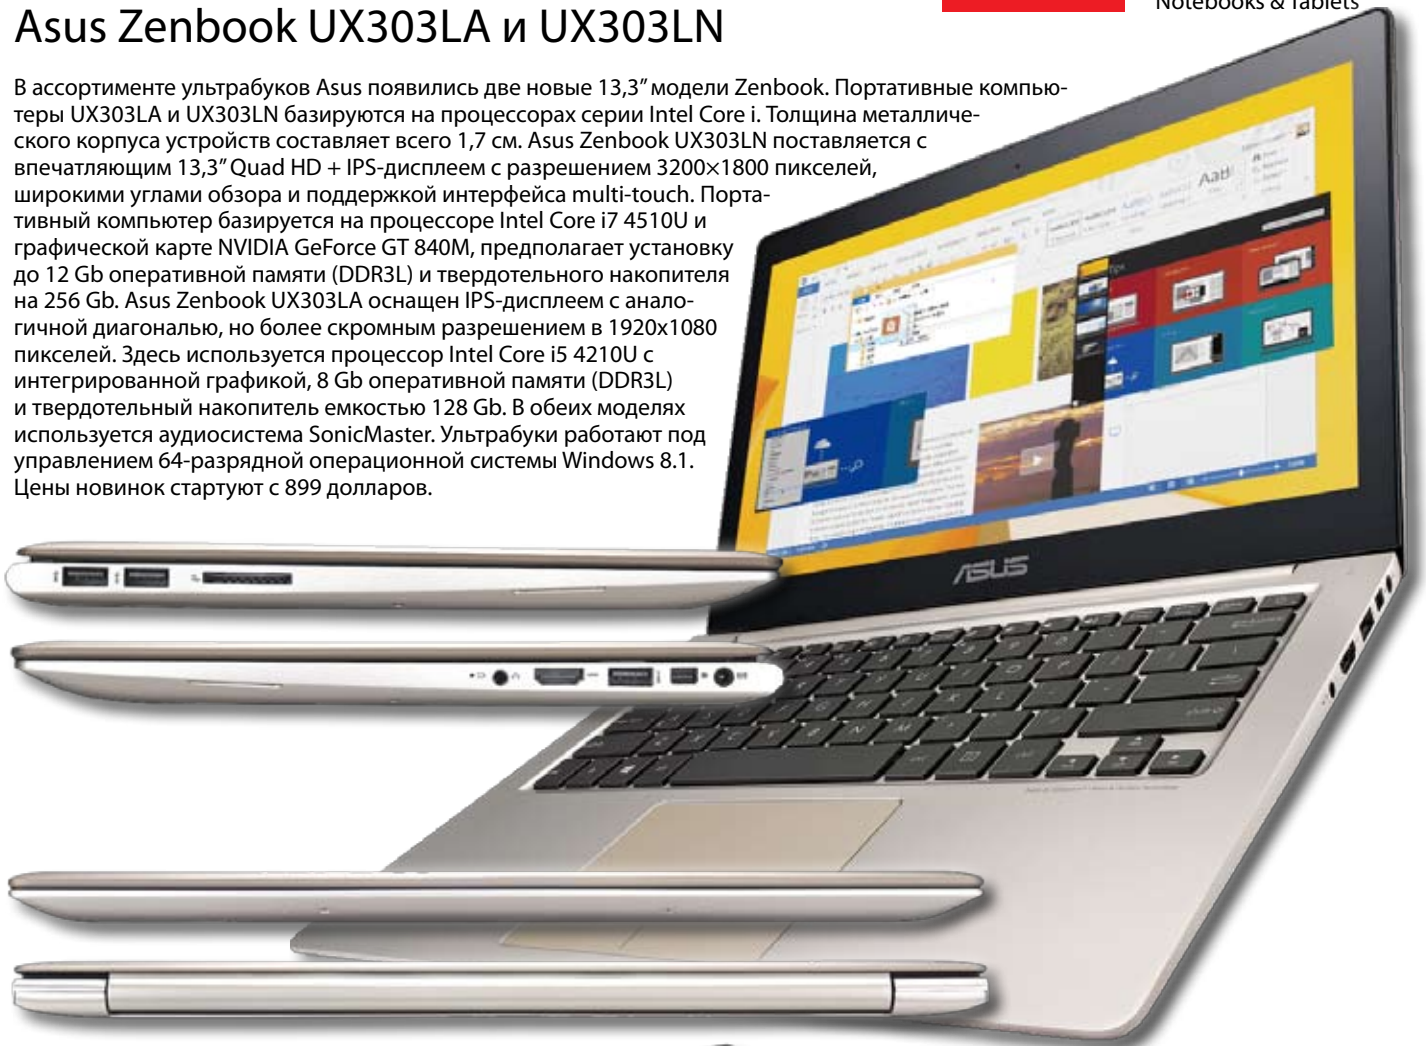 Notebooks & Tablets
Asus Zenbook UX303LA и UX303LN
В ассортименте ультрабуков Asus появились две новые 13,3” модели Zenbook. Портативные компью-
теры UX303LA и UX303LN базируются на процессорах серии Intel Core i. Толщина металличе-
ского корпуса устройств составляет всего 1,7 см. Asus Zenbook UX303LN поставляется с
впечатляющим 13,3” Quad HD + IPS-дисплеем с разрешением 3200×1800 пикселей,
широкими углами обзора и поддержкой интерфейса multi-touch. Порта-
тивный компьютер базируется на процессоре Intel Core i7 4510U и
графической карте NVIDIA GeForce GT 840M, предполагает установку
до 12 Gb оперативной памяти (DDR3L) и твердотельного накопителя
на 256 Gb. Asus Zenbook UX303LA оснащен IPS-дисплеем с анало-
гичной диагональю, но более скромным разрешением в 1920x1080
пикселей. Здесь используется процессор Intel Core i5 4210U с
интегрированной графикой, 8 Gb оперативной памяти (DDR3L)
и твердотельный накопитель емкостью 128 Gb. В обеих моделях
используется аудиосистема SonicMaster. Ультрабуки работают под
управлением 64-разрядной операционной системы Windows 8.1.
Цены новинок стартуют с 899 долларов.
ASUS